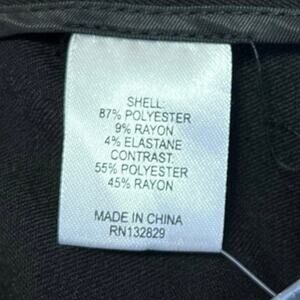 SHELL:
87% POLYESTER
9% RAYON
4% ELASTANE
CONTRAST:
55% POLYESTER
45% RAYON
MADE IN CHINA
RN132829